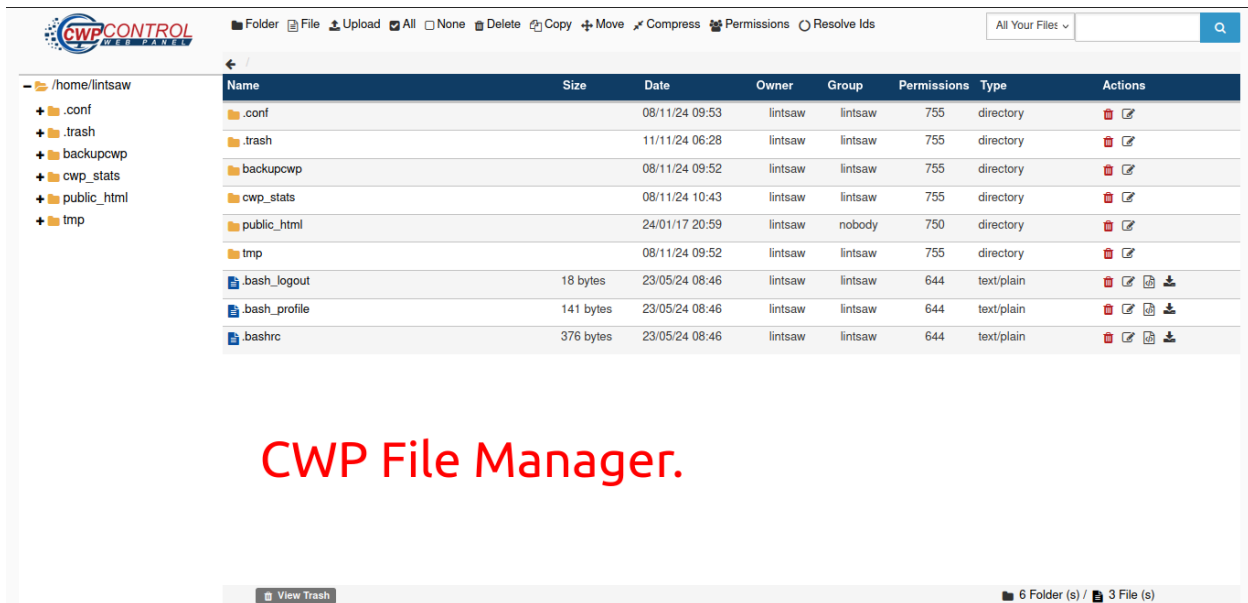 CWP CONTROL
WEB PANEL
Folder File Upload All None Delete Copy Move Compress Permissions Resolve Ids All Your Files
/
/home/lintsaw
.conf
.trash
backupcwp
cwp_stats
public_html
tmp
Name Size Date Owner Group Permissions Type Actions
.conf 08/11/24 09:53 lintsaw lintsaw 755 directory
.trash 11/11/24 06:28 lintsaw lintsaw 755 directory
backupcwp 08/11/24 09:52 lintsaw lintsaw 755 directory
cwp_stats 08/11/24 10:43 lintsaw lintsaw 755 directory
public_html 24/01/17 20:59 lintsaw nobody 750 directory
tmp 08/11/24 09:52 lintsaw lintsaw 755 directory
.bash_logout 18 bytes 23/05/24 08:46 lintsaw lintsaw 644 text/plain
.bash_profile 141 bytes 23/05/24 08:46 lintsaw lintsaw 644 text/plain
.bashrc 376 bytes 23/05/24 08:46 lintsaw lintsaw 644 text/plain
CWP File Manager.
View Trash 6 Folder (s) / 3 File (s)